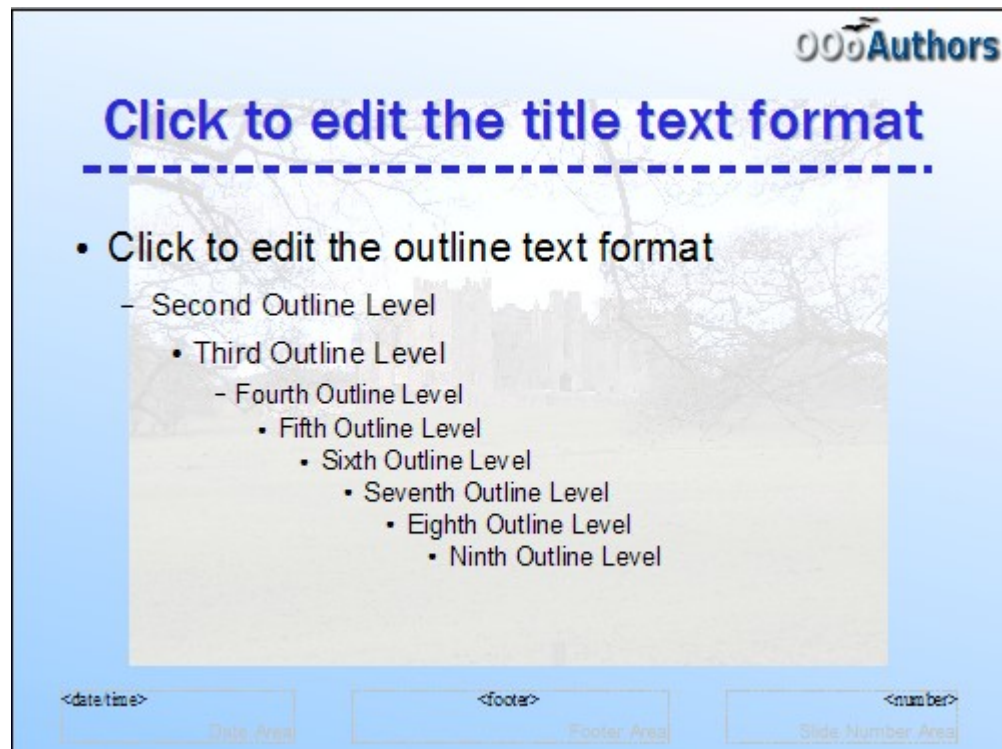 OOoAuthors
Click to edit the title text format
• Click to edit the outline text format
– Second Outline Level
• Third Outline Level
– Fourth Outline Level
• Fifth Outline Level
• Sixth Outline Level
• Seventh Outline Level
• Eighth Outline Level
• Ninth Outline Level
<date/time> <footer> <number>
Date Area Footer Area Slide Number Area